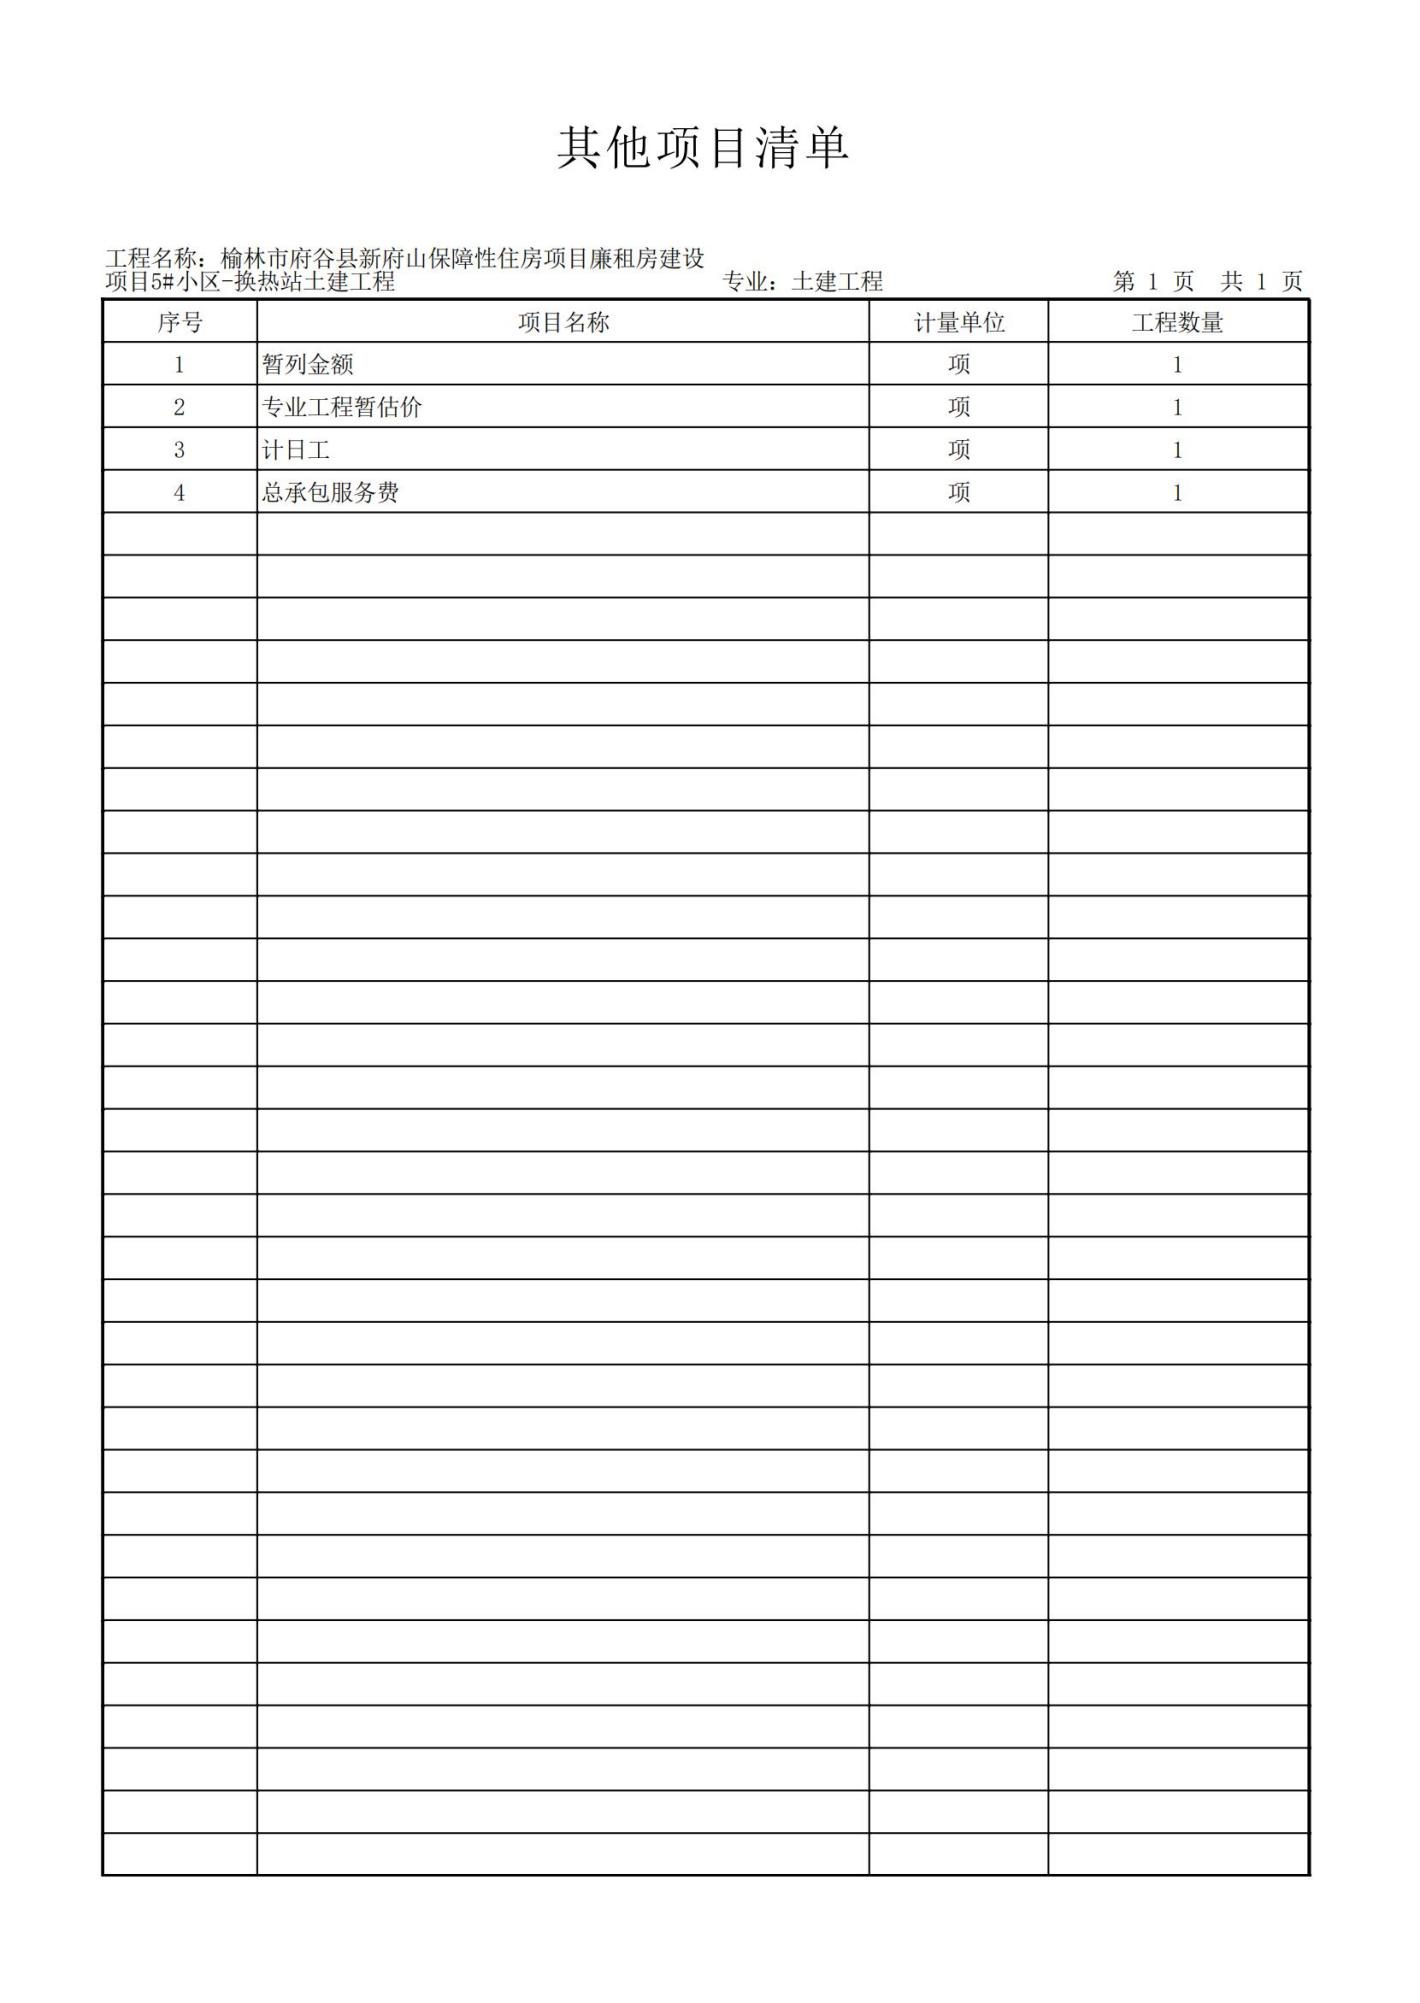 其他项目清单
工程名称：榆林市府谷县新府山保障性住房项目廉租房建设
项目5#小区-换热站土建工程 专业：土建工程 第 1 页 共 1 页
序号 项目名称 计量单位 工程数量
1 暂列金额 项 1
2 专业工程暂估价 项 1
3 计日工 项 1
4 总承包服务费 项 1